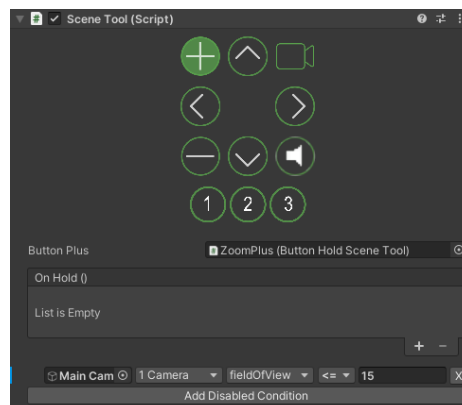 Scene Tool (Script)
1 2 3
Button Plus ZoomPlus (Button Hold Scene Tool)
On Hold ()
List is Empty
+ -
Main Cam 1 Camera fieldOfView <= 15 X
Add Disabled Condition